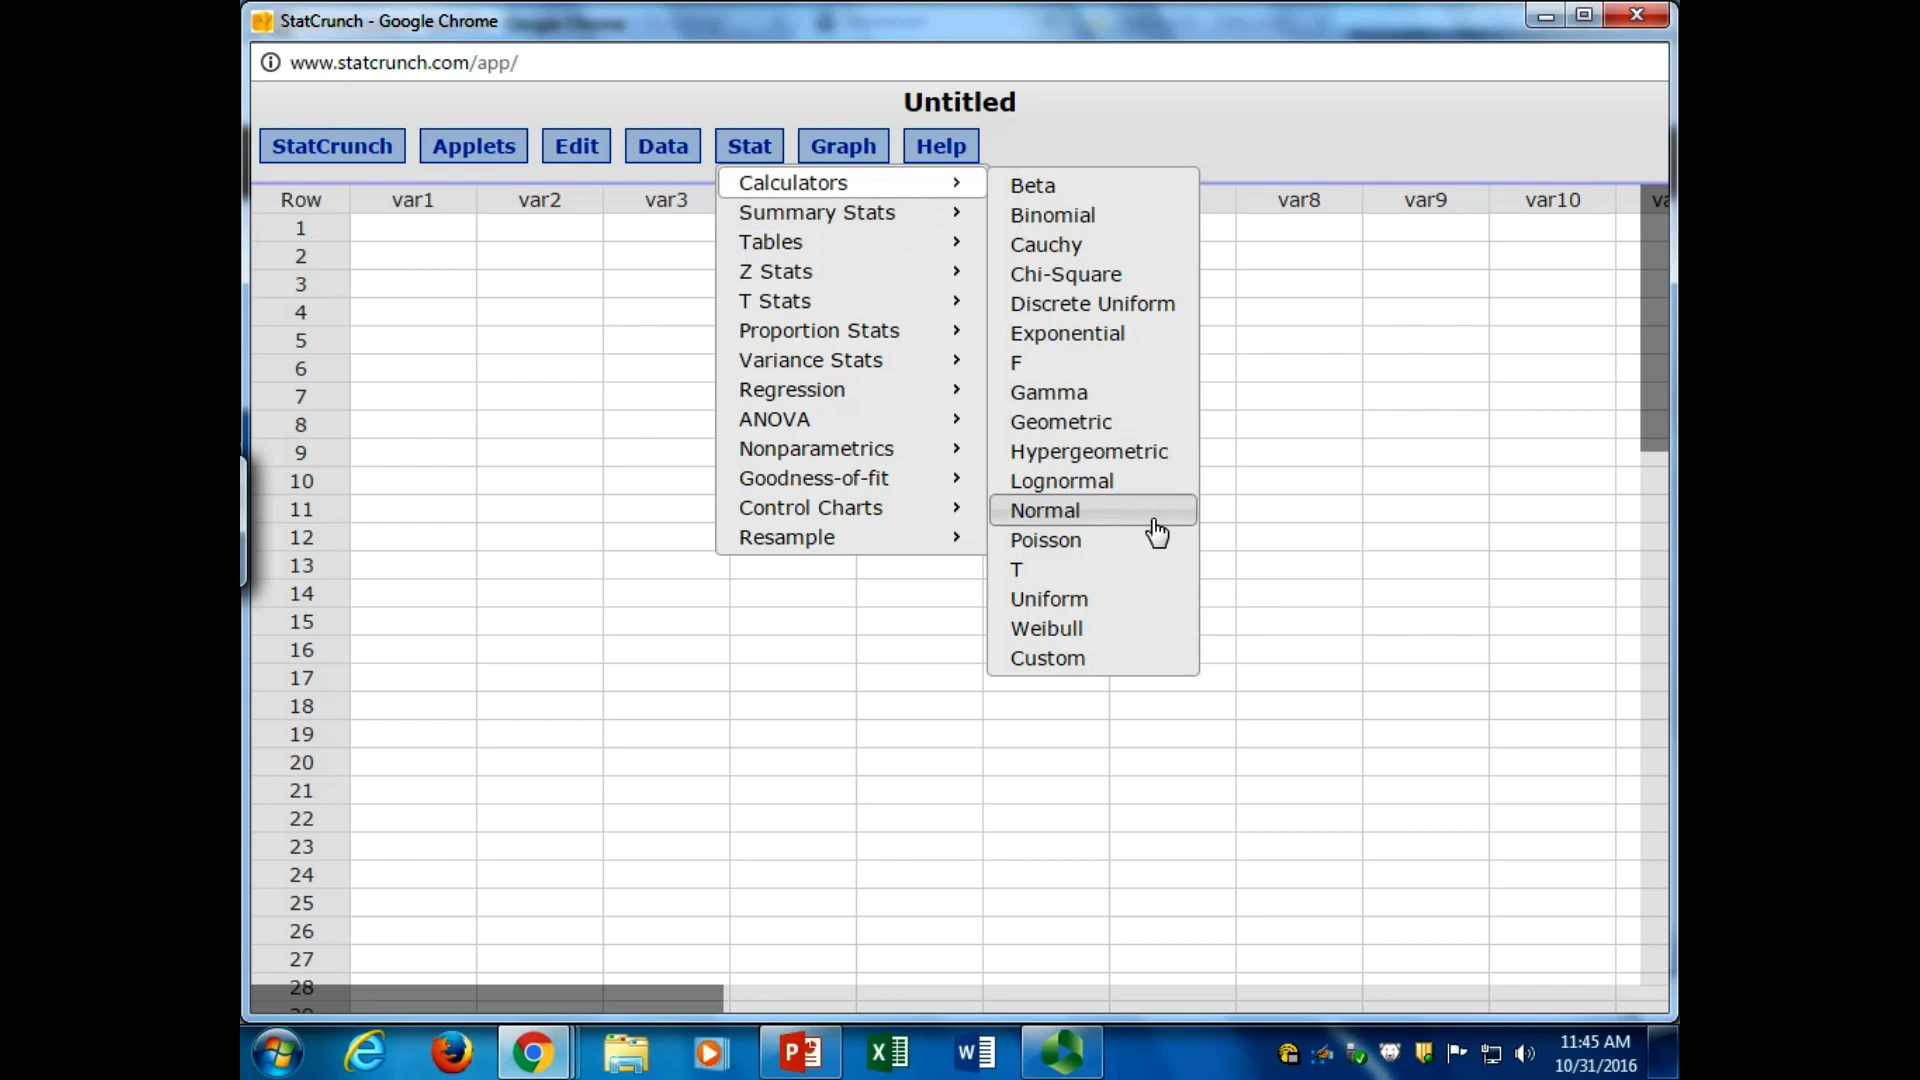 StatCrunch - Google Chrome
www.statcrunch.com/app/
Untitled
StatCrunch Applets Edit Data Stat Graph Help
Row var1 var2 var3 var8 var9 var10
Calculators
Summary Stats
Tables
Z Stats
T Stats
Proportion Stats
Variance Stats
Regression
ANOVA
Nonparametrics
Goodness-of-fit
Control Charts
Resample
Beta
Binomial
Cauchy
Chi-Square
Discrete Uniform
Exponential
F
Gamma
Geometric
Hypergeometric
Lognormal
Normal
Poisson
T
Uniform
Weibull
Custom
1
2
3
4
5
6
7
8
9
10
11
12
13
14
15
16
17
18
19
20
21
22
23
24
25
26
27
28
11:45 AM
10/31/2016